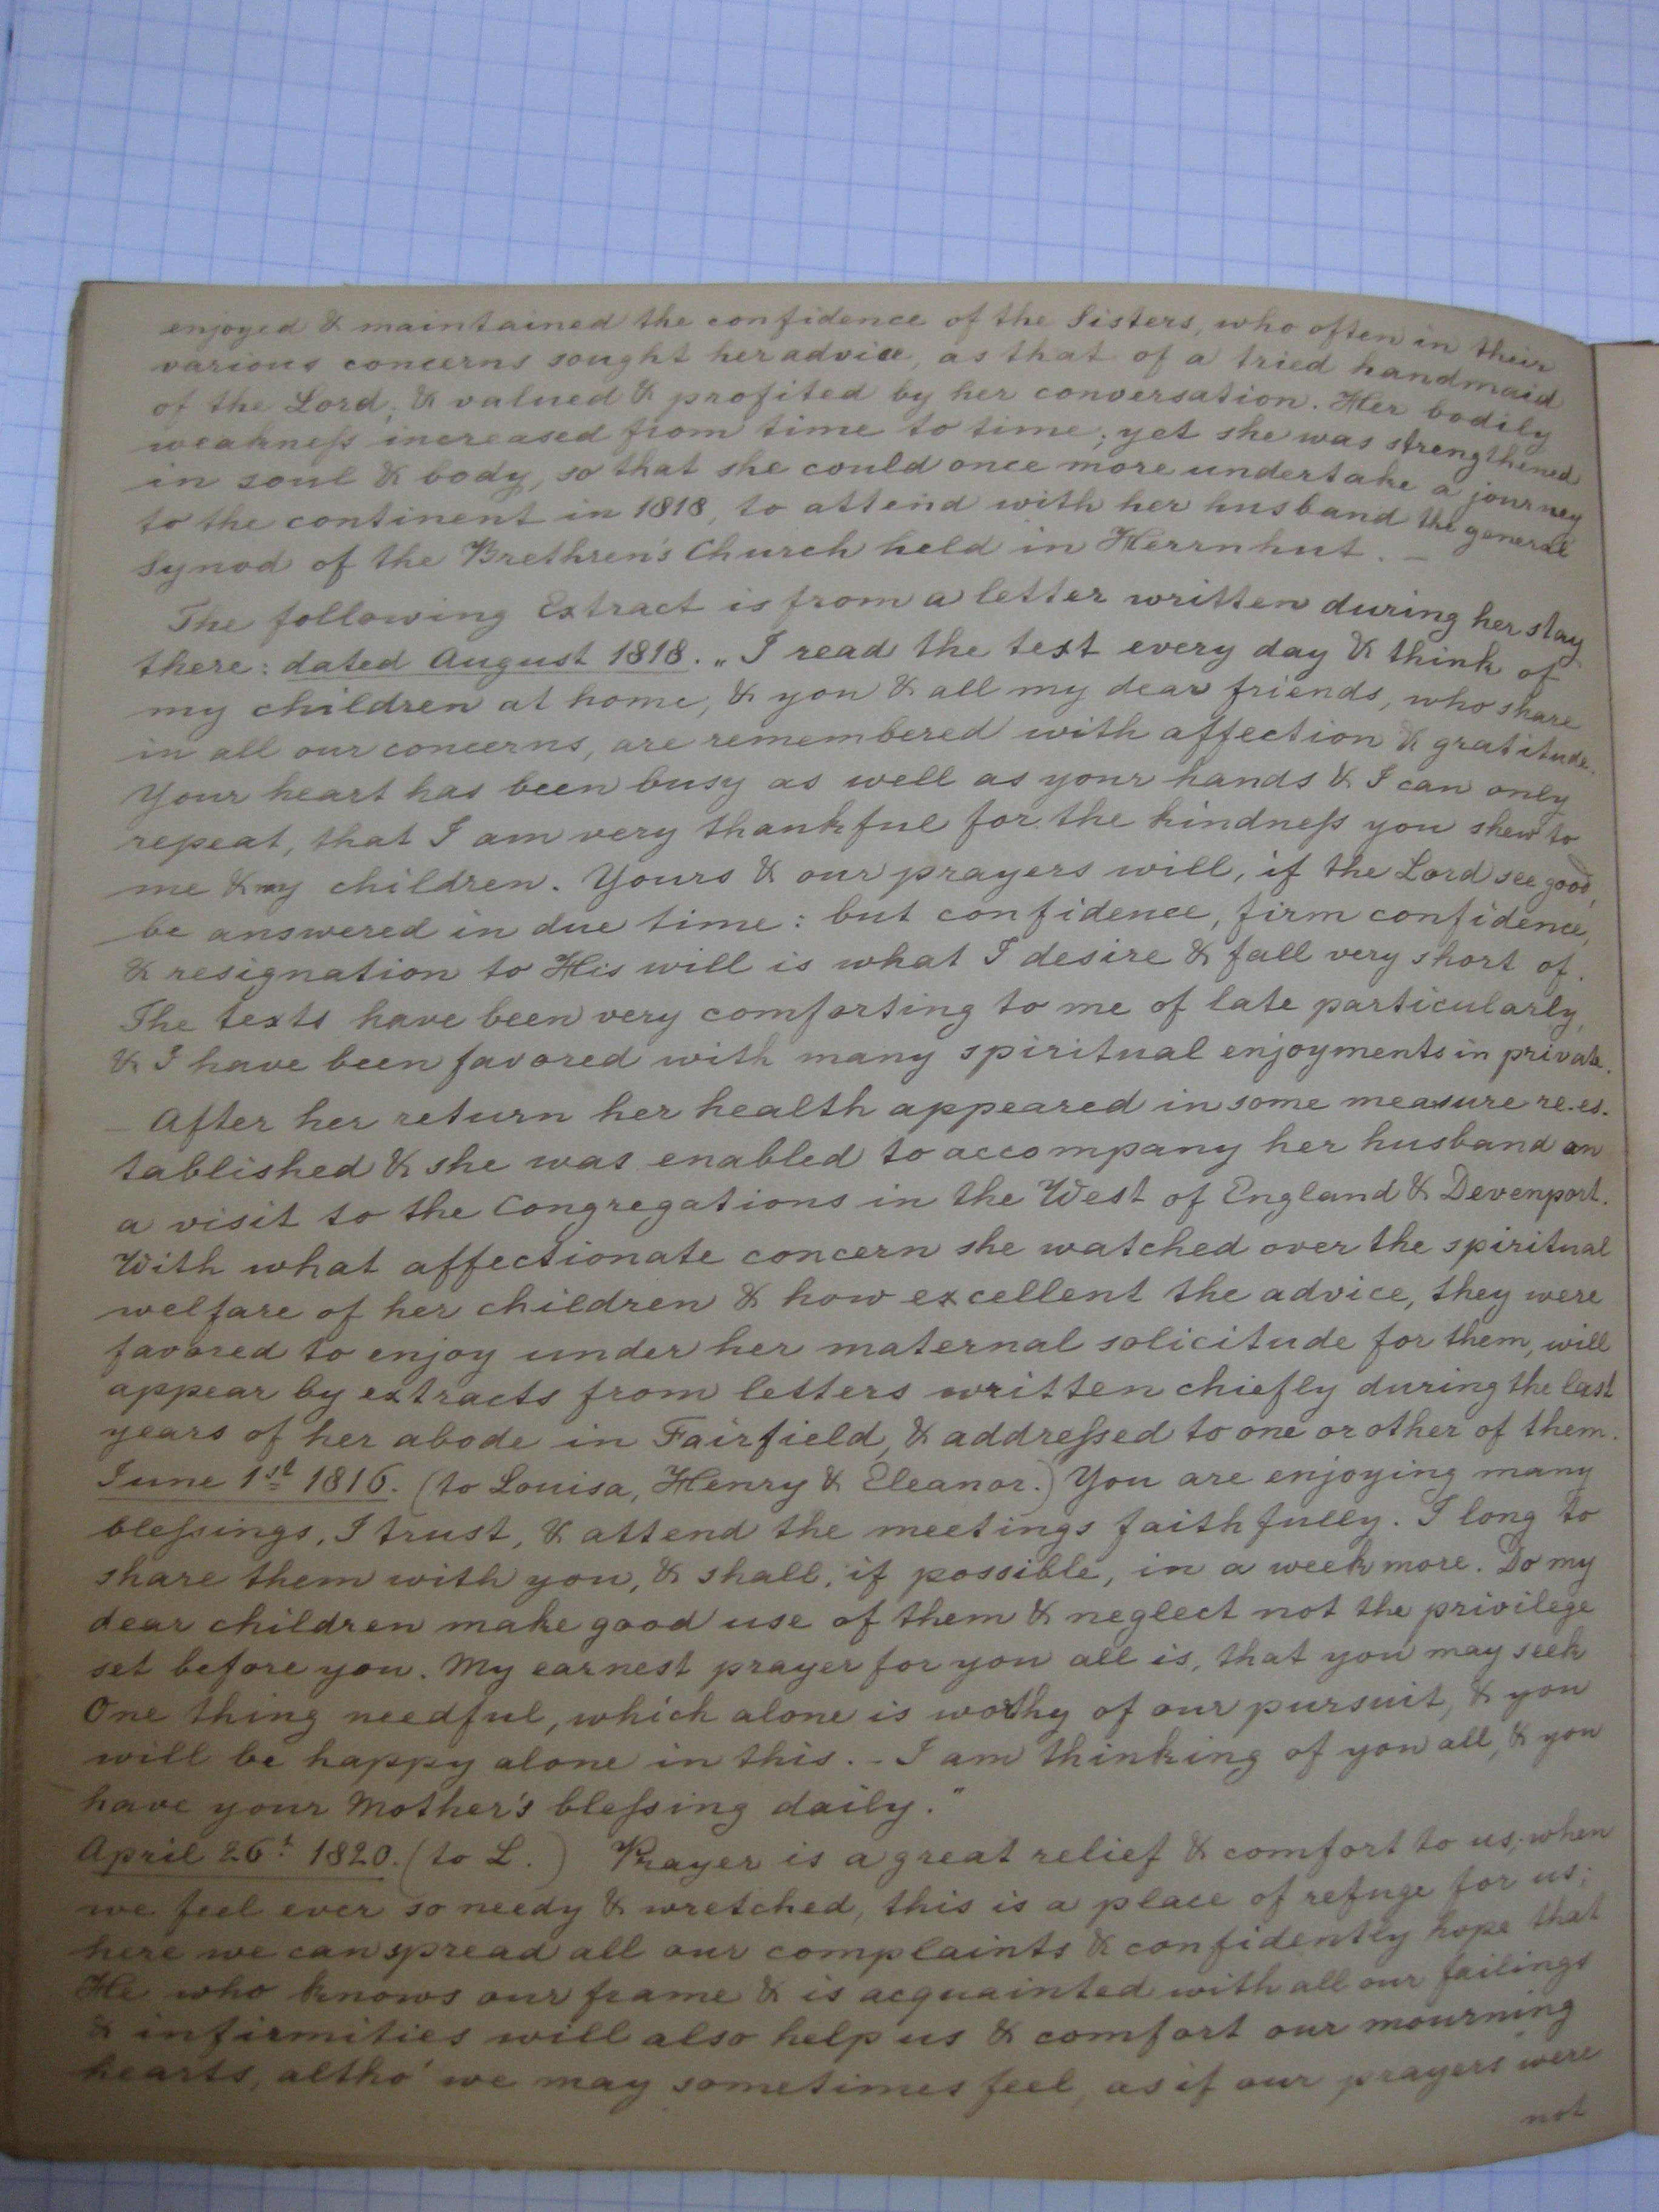 enjoyed & maintained the confidence of the Sisters, who often in their
various concerns sought her advice, as that of a tried handmaid
of the Lord, & valued & profited by her conversation. Her bodily
weakneſs increased from time to time; yet she was strengthened
in soul & body, so that she could once more undertake a journey
to the continent in 1818, to attend with her husband the general
Synod of the Brethren's Church held in Herrnhut. —
The following Extract is from a letter written during her stay
there: dated August 1818. „I read the text every day & think of
my children at home, & you & all my dear friends, who share
in all our concerns, are remembered with affection & gratitude.
Your heart has been busy as well as your hands & I can only
repeat, that I am very thankful for the kindneſs you shew to
me & my children. Yours & our prayers will, if the Lord see good,
be answered in due time: but confidence, firm confidence,
& resignation to His will is what I desire & fall very short of.
The texts have been very comforting to me of late particularly,
& I have been favored with many spiritual enjoyments in private.
— After her return her health appeared in some measure re-es-
tablished & she was enabled to accompany her husband on
a visit to the Congregations in the West of England & Devenport.
With what affectionate concern she watched over the spiritual
welfare of her children & how excellent the advice, they were
favored to enjoy under her maternal solicitude for them, will
appear by extracts from letters written chiefly during the last
years of her abode in Fairfield, & addreſsed to one or other of them.
June 1st 1816. (to Louisa, Henry & Eleanor.) You are enjoying many
bleſsings, I trust, & attend the meetings faithfully. I long to
share them with you, & shall, if possible, in a week more. Do my
dear children make good use of them & neglect not the privilege
set before you. My earnest prayer for you all is, that you may seek
One thing needful, which alone is worthy of our pursuit, & you
will be happy alone in this. - I am thinking of you all, & you
have your Mother's bleſsing daily."
April 26t 1820. (to L.) Prayer is a great relief & comfort to us; when
we feel ever so needy & wretched, this is a place of refuge for us;
here we can spread all our complaints & confidently hope that
He who knows our frame & is acquainted with all our failings
& infirmities will also help us & comfort our mourning
hearts, altho' we may sometimes feel, as if our prayers were
not